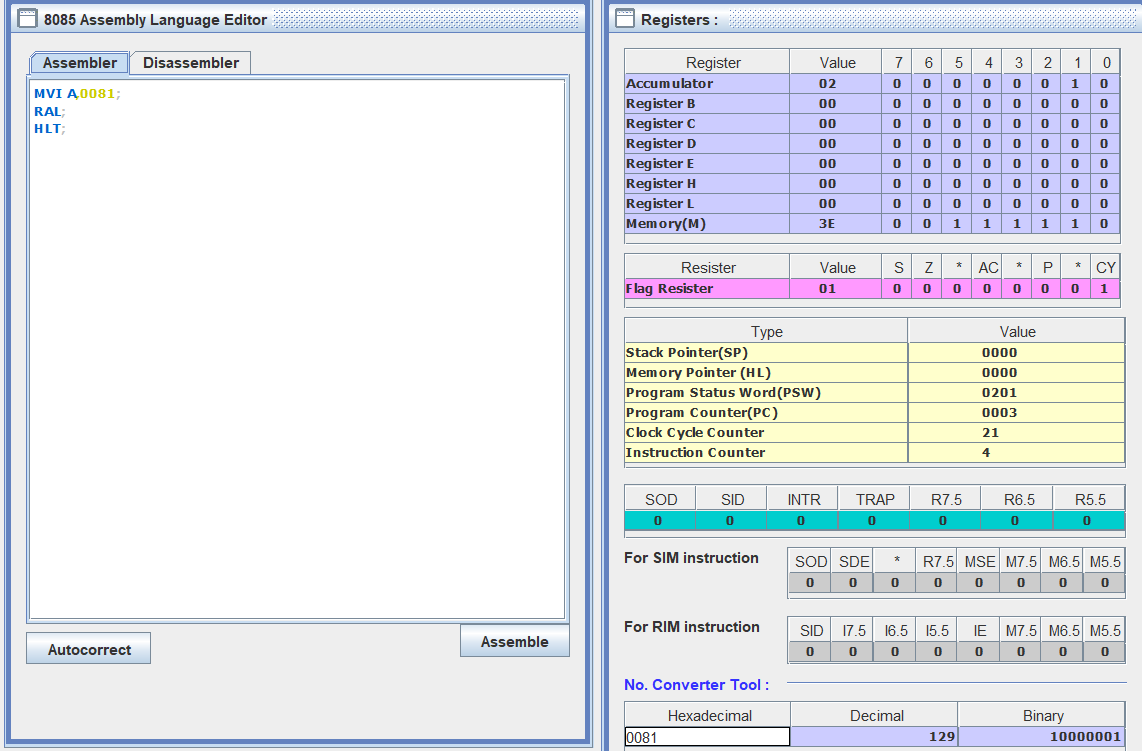 8085 Assembly Language Editor
Assembler Disassembler
MVI A,0081;
RAL;
HLT;
Autocorrect
Assemble
Registers :
Register Value 7 6 5 4 3 2 1 0
Accumulator 02 0 0 0 0 0 0 1 0
Register B 00 0 0 0 0 0 0 0 0
Register C 00 0 0 0 0 0 0 0 0
Register D 00 0 0 0 0 0 0 0 0
Register E 00 0 0 0 0 0 0 0 0
Register H 00 0 0 0 0 0 0 0 0
Register L 00 0 0 0 0 0 0 0 0
Memory(M) 3E 0 0 1 1 1 1 1 0
Resister Value S Z * AC * P * CY
Flag Resister 01 0 0 0 0 0 0 0 1
Type Value
Stack Pointer(SP) 0000
Memory Pointer (HL) 0000
Program Status Word(PSW) 0201
Program Counter(PC) 0003
Clock Cycle Counter 21
Instruction Counter 4
SOD SID INTR TRAP R7.5 R6.5 R5.5
0 0 0 0 0 0 0
For SIM instruction
SOD SDE * R7.5 MSE M7.5 M6.5 M5.5
0 0 0 0 0 0 0 0
For RIM instruction
SID I7.5 I6.5 I5.5 IE M7.5 M6.5 M5.5
0 0 0 0 0 0 0 0
No. Converter Tool :
Hexadecimal Decimal Binary
0081 129 10000001